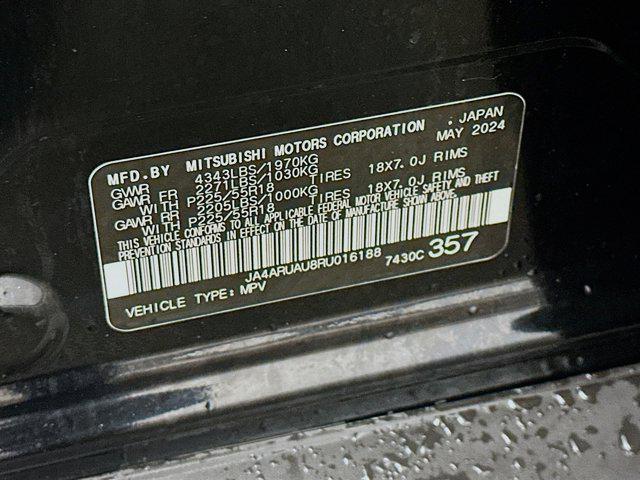 MFD.BY MITSUBISHI MOTORS CORPORATION : JAPAN
MAY 2024
GVWR 4343LBS/1970KG
GAWR FR 2271LBS/1030KG
WITH P225/55R18 TIRES 18X7.0J RIMS
GAWR RR 2205LBS/1000KG
WITH P225/55R18 TIRES 18X7.0J RIMS
THIS VEHICLE CONFORMS TO ALL APPLICABLE FEDERAL MOTOR VEHICLE SAFETY AND THEFT
PREVENTION STANDARDS IN EFFECT ON THE DATE OF MANUFACTURE SHOWN ABOVE.
JA4ARUAU8RU016188
VEHICLE TYPE: MPV 7430C 357